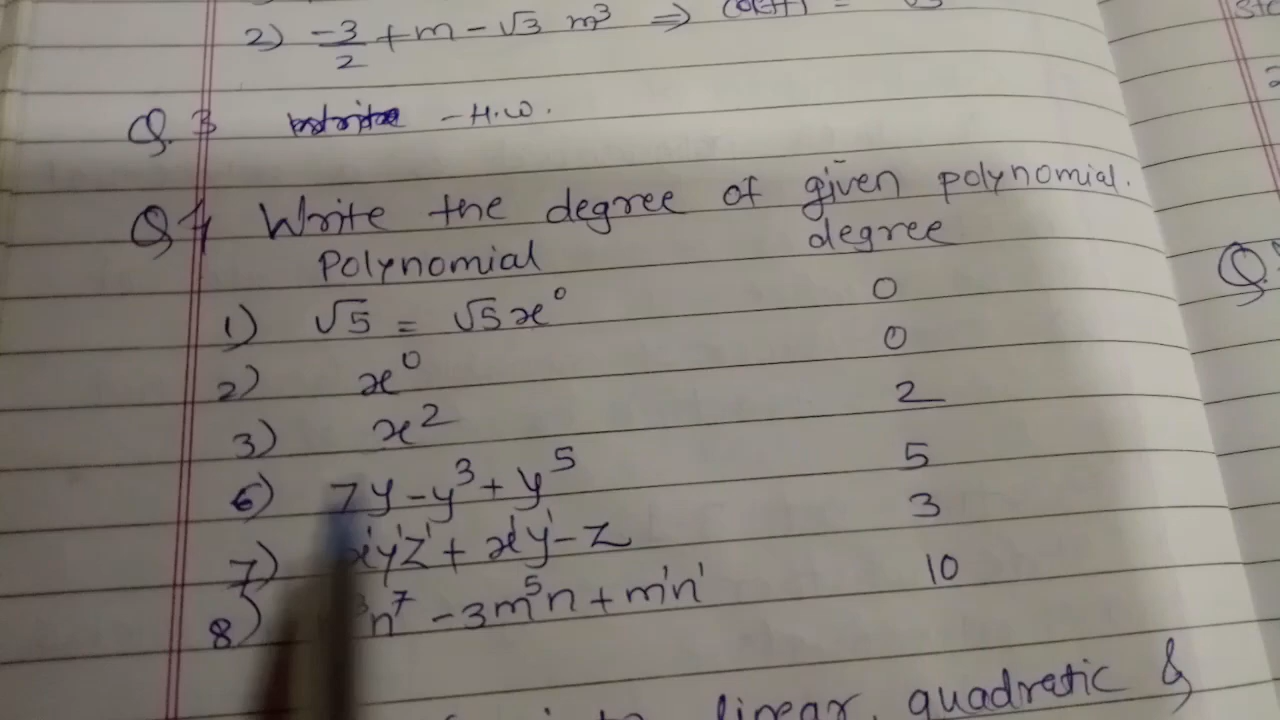 2) -3/2 + m - √3 m³ ⇒
Q.3 - H.W.
Q4 Write the degree of given polynomial.
Polynomial degree
1) √5 = √5x⁰ 0
2) x⁰ 0
3) x² 2
6) 7y - y³ + y⁵ 5
7) x¹y¹z¹ + x¹y¹ - z 3
8) n⁷ - 3m⁵n + m¹n¹ 10
linear, quadratic &
Q.